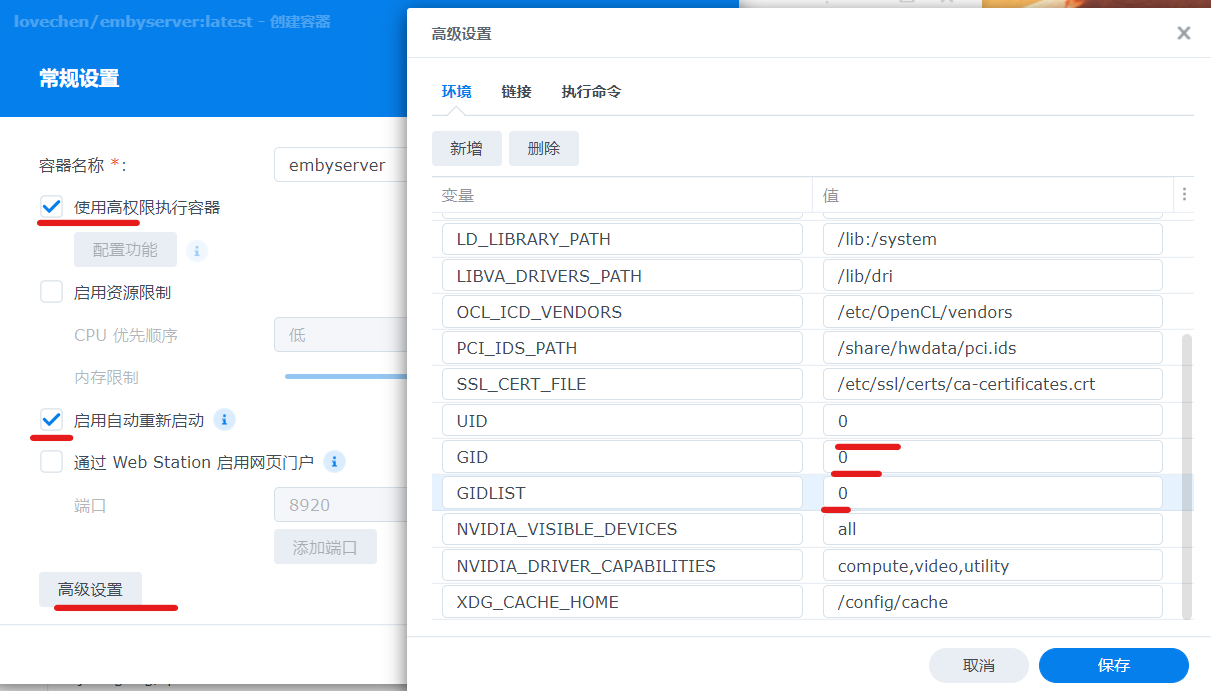 lovechen/embyserver:latest - 创建容器
常规设置
容器名称 * :
embyserver
使用高权限执行容器
配置功能
启用资源限制
CPU 优先顺序
低
内存限制
启用自动重新启动
通过 Web Station 启用网页门户
端口
8920
添加端口
高级设置
高级设置
环境 链接 执行命令
新增 删除
变量 值
LD_LIBRARY_PATH /lib:/system
LIBVA_DRIVERS_PATH /lib/dri
OCL_ICD_VENDORS /etc/OpenCL/vendors
PCI_IDS_PATH /share/hwdata/pci.ids
SSL_CERT_FILE /etc/ssl/certs/ca-certificates.crt
UID 0
GID 0
GIDLIST 0
NVIDIA_VISIBLE_DEVICES all
NVIDIA_DRIVER_CAPABILITIES compute,video,utility
XDG_CACHE_HOME /config/cache
取消 保存